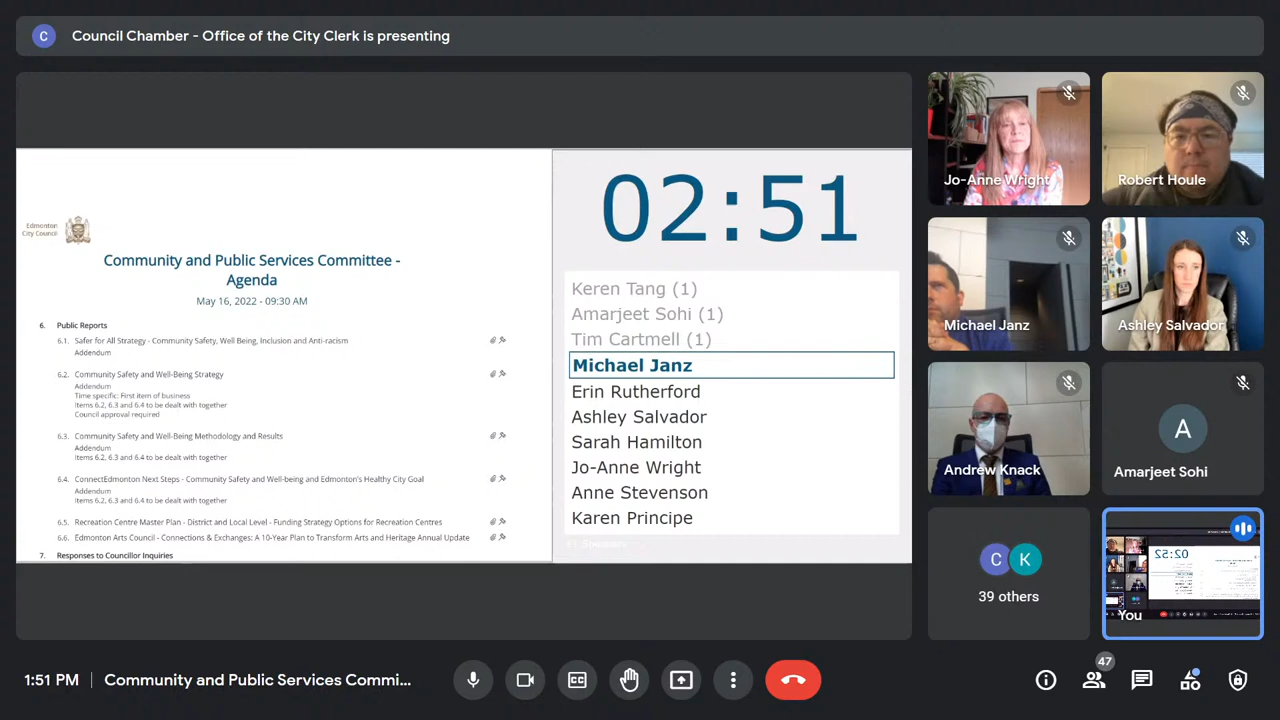 C
Council Chamber - Office of the City Clerk is presenting
Edmonton
City Council
Community and Public Services Committee -
Agenda
May 16, 2022 - 09:30 AM
6. Public Reports
6.1. Safer for All Strategy - Community Safety, Well Being, Inclusion and Anti-racism
Addendum
6.2. Community Safety and Well-Being Strategy
Addendum
Time specific: First item of business
Items 6.2, 6.3 and 6.4 to be dealt with together
Council approval required
6.3. Community Safety and Well-Being Methodology and Results
Addendum
Items 6.2, 6.3 and 6.4 to be dealt with together
6.4. ConnectEdmonton Next Steps - Community Safety and Well-being and Edmonton's Healthy City Goal
Addendum
Items 6.2, 6.3 and 6.4 to be dealt with together
6.5. Recreation Centre Master Plan - District and Local Level - Funding Strategy Options for Recreation Centres
6.6. Edmonton Arts Council - Connections & Exchanges: A 10-Year Plan to Transform Arts and Heritage Annual Update
7. Responses to Councillor Inquiries
02:51
Keren Tang (1)
Amarjeet Sohi (1)
Tim Cartmell (1)
Michael Janz
Erin Rutherford
Ashley Salvador
Sarah Hamilton
Jo-Anne Wright
Anne Stevenson
Karen Principe
Jo-Anne Wright
Robert Houle
Michael Janz
Ashley Salvador
Andrew Knack
A
Amarjeet Sohi
C K
39 others
02:52
You
1:51 PM | Community and Public Services Commi...
CC
47